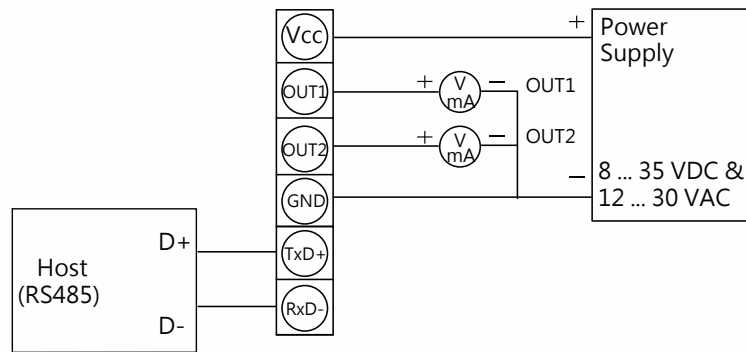 Vcc
+
Power
Supply
OUT1
+
V
mA
−
OUT1
OUT2
+
V
mA
−
OUT2
GND
−
8 ... 35 VDC &
12 ... 30 VAC
D+
TxD+
Host
(RS485)
D-
RxD-